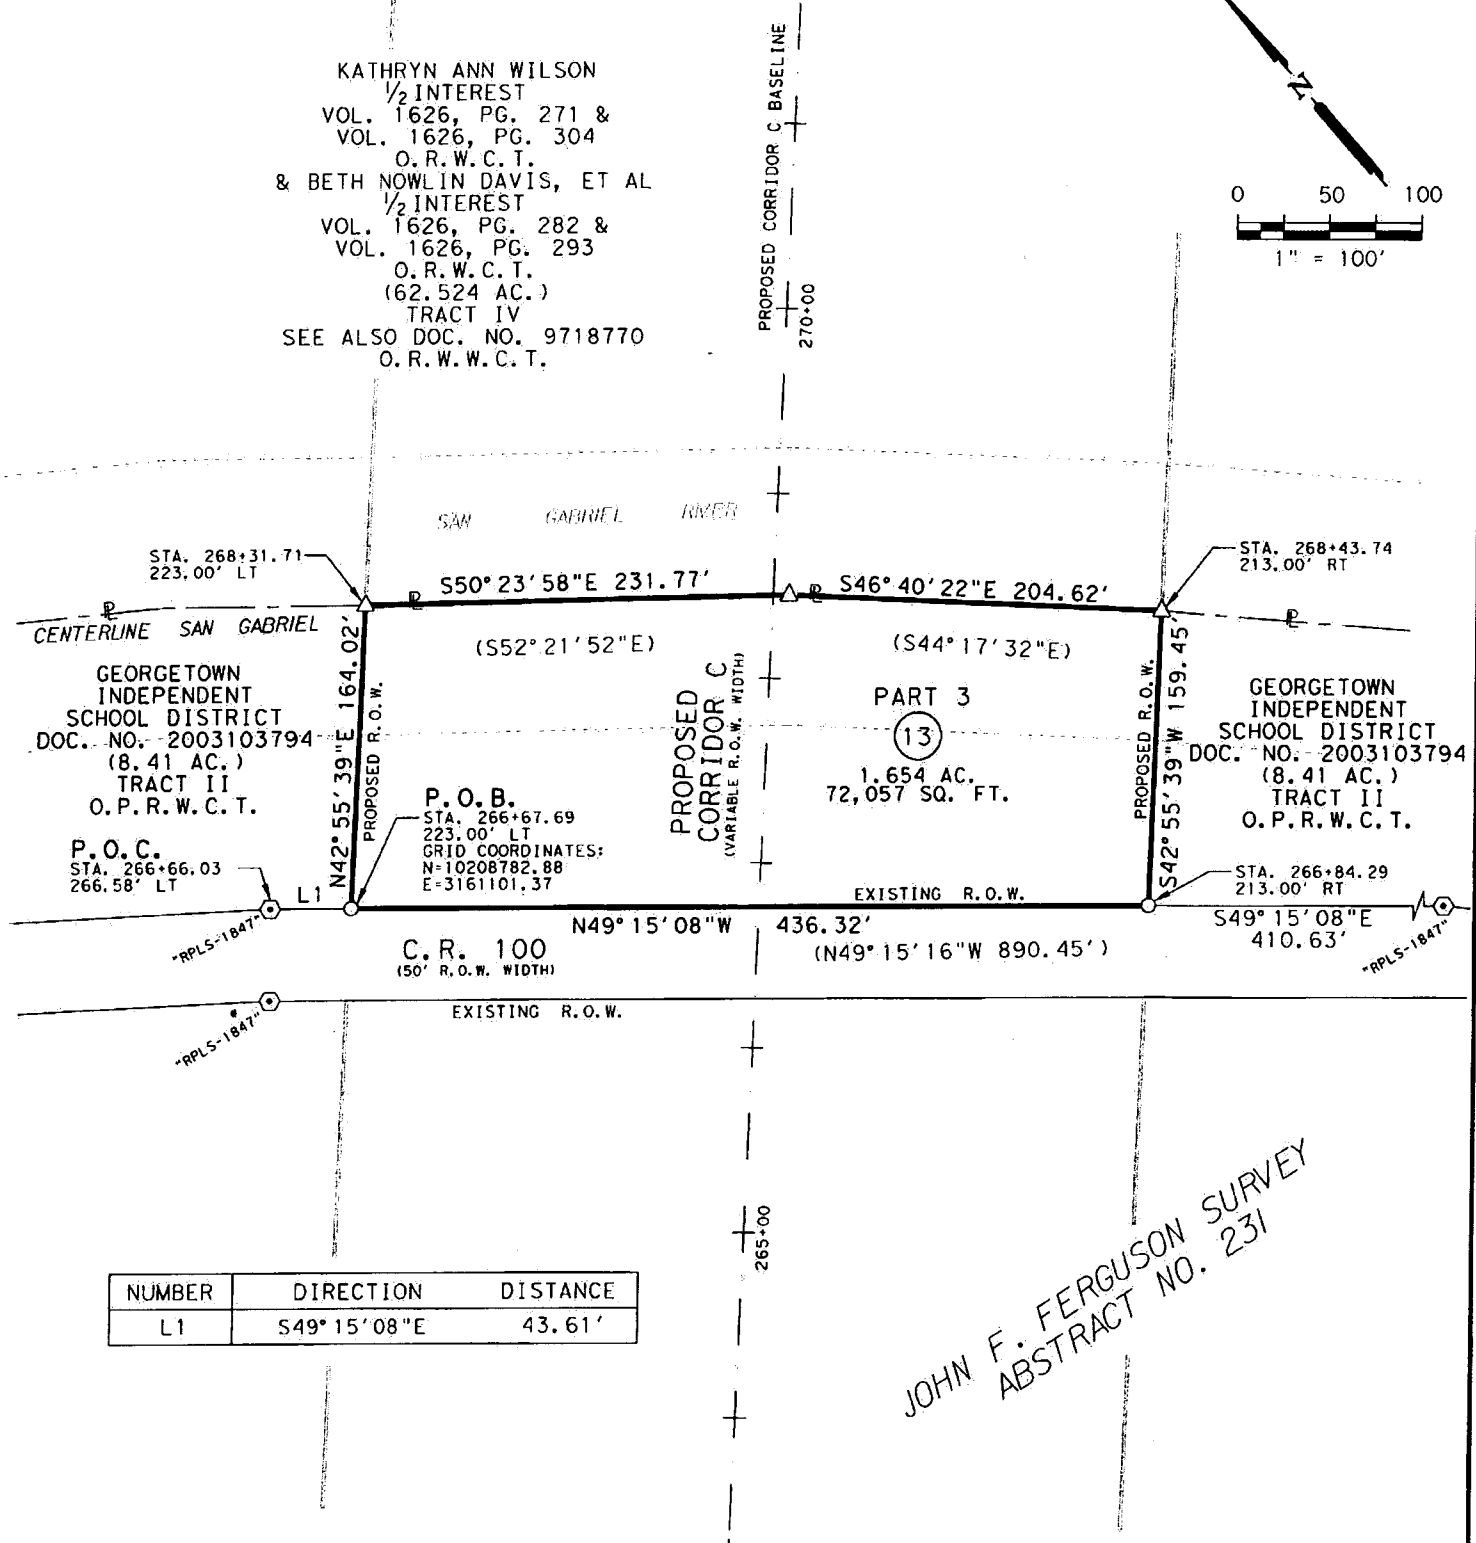 KATHRYN ANN WILSON
1/2 INTEREST
VOL. 1626, PG. 271 &
VOL. 1626, PG. 304
O.R.W.C.T.
& BETH NOWLIN DAVIS, ET AL
1/2 INTEREST
VOL. 1626, PG. 282 &
VOL. 1626, PG. 293
O.R.W.C.T.
(62.524 AC.)
TRACT IV
SEE ALSO DOC. NO. 9718770
O.R.W.W.C.T.
PROPOSED CORRIDOR C BASELINE
270+00
N
0 50 100
1" = 100'
SAN GABRIEL RIVER
STA. 268+31.71
223.00' LT
S50°23'58"E 231.77'
S46°40'22"E 204.62'
STA. 268+43.74
213.00' RT
CENTERLINE SAN GABRIEL
(S52°21'52"E)
(S44°17'32"E)
GEORGETOWN
INDEPENDENT
SCHOOL DISTRICT
DOC. NO. 2003103794
(8.41 AC.)
TRACT II
O.P.R.W.C.T.
N42°55'39"E 164.02'
PROPOSED R.O.W.
PROPOSED
CORRIDOR C
(VARIABLE R.O.W. WIDTH)
PART 3
13
1.654 AC.
72,057 SQ. FT.
PROPOSED R.O.W.
S42°55'39"W 159.45'
GEORGETOWN
INDEPENDENT
SCHOOL DISTRICT
DOC. NO. 2003103794
(8.41 AC.)
TRACT II
O.P.R.W.C.T.
P.O.C.
STA. 266+66.03
266.58' LT
P.O.B.
STA. 266+67.69
223.00' LT
GRID COORDINATES:
N=10208782.88
E=3161101.37
STA. 266+84.29
213.00' RT
L1
EXISTING R.O.W.
"RPLS-1847"
N49°15'08"W 436.32'
(N49°15'16"W 890.45')
S49°15'08"E
410.63'
"RPLS-1847"
C.R. 100
(50' R.O.W. WIDTH)
EXISTING R.O.W.
"RPLS-1847"
265+00
NUMBER DIRECTION DISTANCE
L1 S49°15'08"E 43.61'
JOHN F. FERGUSON SURVEY
ABSTRACT NO. 231